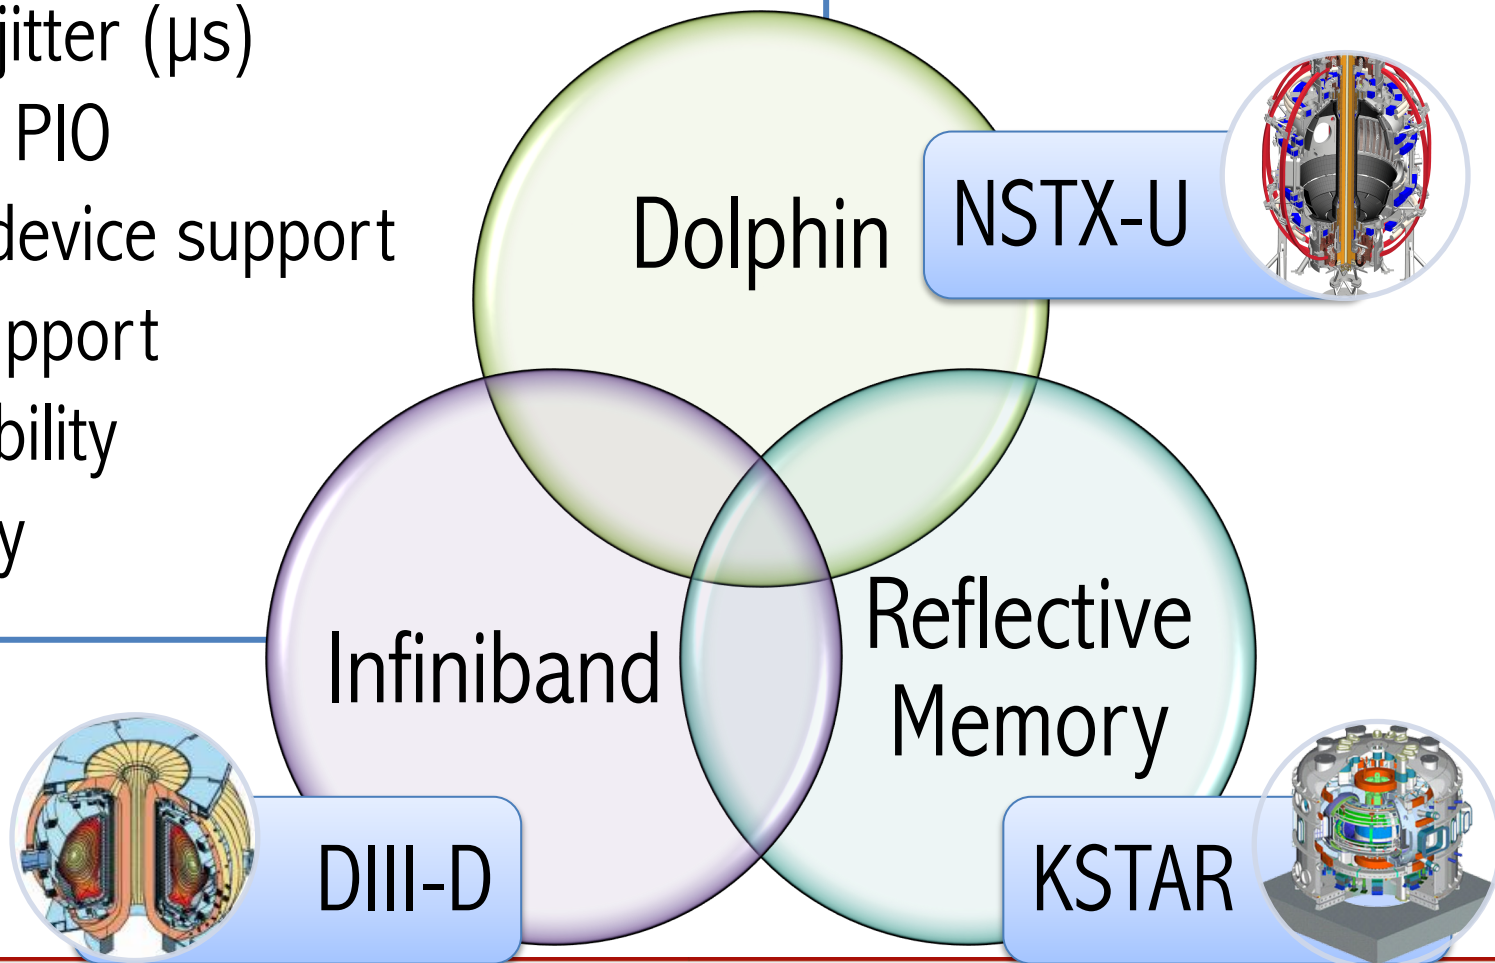 jitter (µs)
PIO
device support
pport
bility
y
Dolphin
NSTX-U
Infiniband
Reflective
Memory
DIII-D
KSTAR